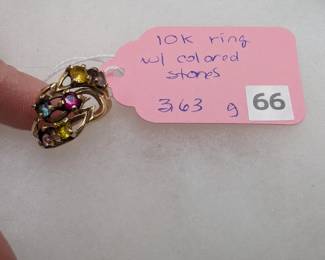 10K ring
w/ colored
stones
3.63 g
66